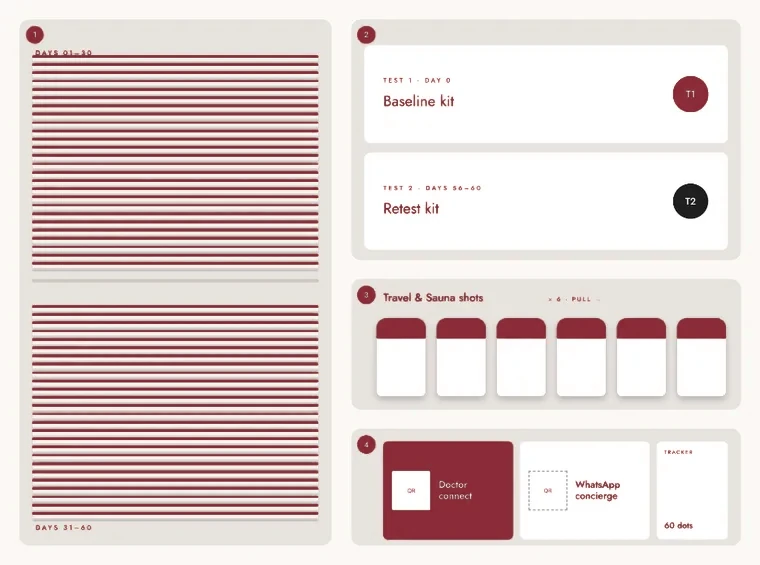 1
DAYS 01–30
DAYS 31–60
2
TEST 1 · DAY 0
Baseline kit
T1
TEST 2 · DAYS 56–60
Retest kit
T2
3
Travel & Sauna shots
× 6 · PULL
4
QR
Doctor
connect
QR
WhatsApp
concierge
TRACKER
60 dots